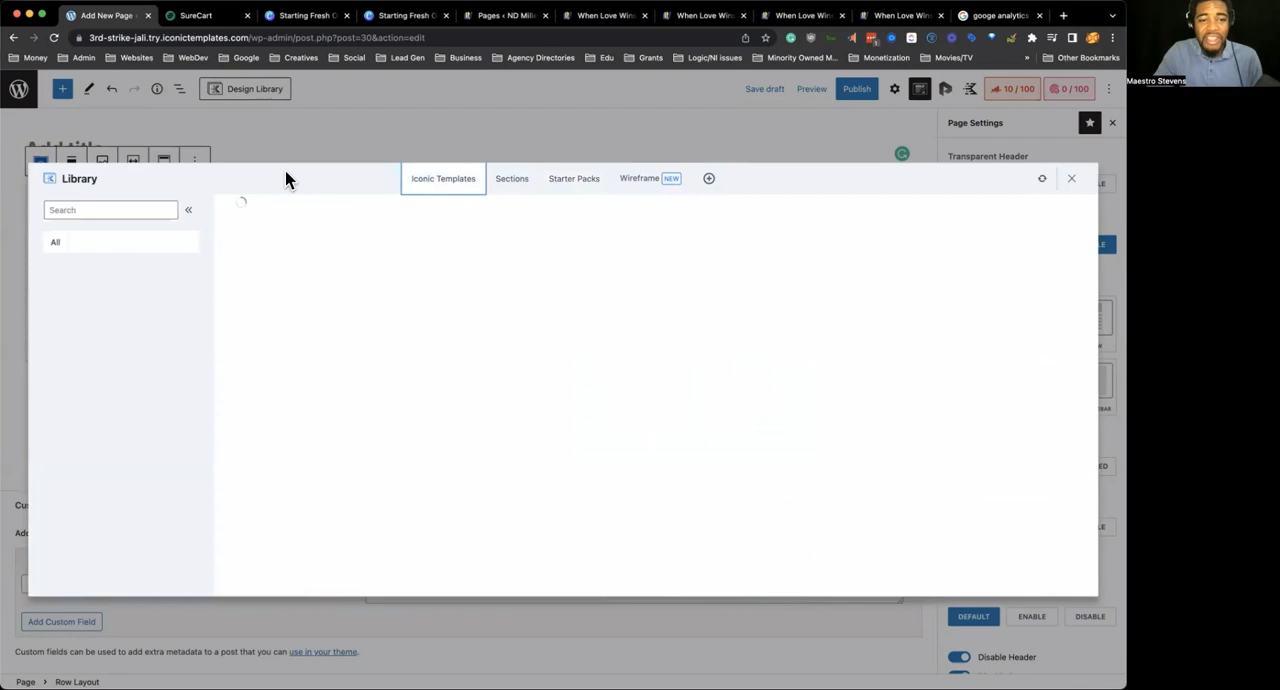 Add New Page
SureCart
Starting Fresh O
Starting Fresh O
Pages ‹ ND Mille
When Love Wins
When Love Wins
When Love Wins
When Love Wins
googe analytics
3rd-strike-jali.try.iconictemplates.com/wp-admin/post.php?post=30&action=edit
Money
Admin
Websites
WebDev
Google
Creatives
Social
Lead Gen
Business
Agency Directories
Edu
Grants
Logic/NI issues
Minority Owned M...
Monetization
Movies/TV
»
Other Bookmarks
Maestro Stevens
Design Library
Save draft
Preview
Publish
10 / 100
0 / 100
Page Settings
Transparent Header
Library
Iconic Templates
Sections
Starter Packs
Wireframe NEW
Search
All
Add Custom Field
DEFAULT
ENABLE
DISABLE
Custom fields can be used to add extra metadata to a post that you can use in your theme.
Disable Header
Page
Row Layout